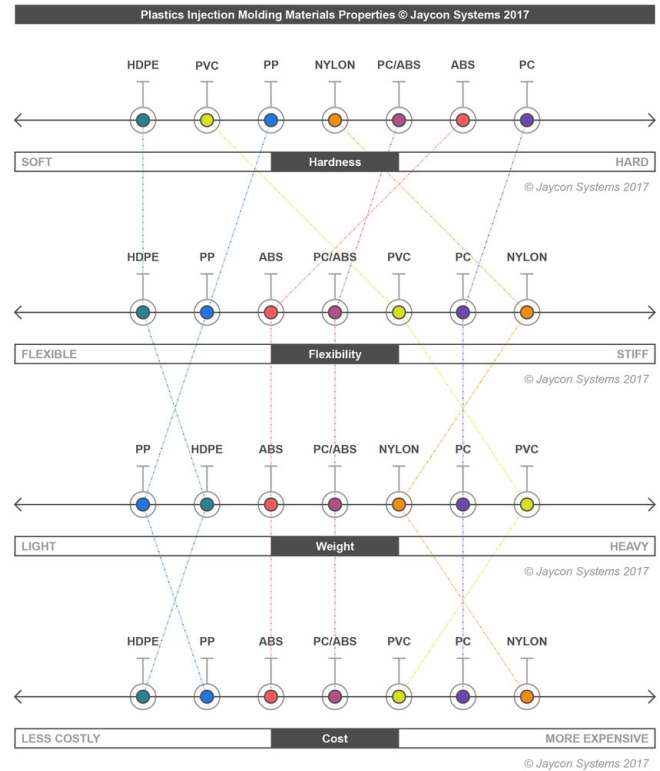 Plastics Injection Molding Materials Properties © Jaycon Systems 2017
HDPE PVC PP NYLON PC/ABS ABS PC
SOFT Hardness HARD
© Jaycon Systems 2017
HDPE PP ABS PC/ABS PVC PC NYLON
FLEXIBLE Flexibility STIFF
© Jaycon Systems 2017
PP HDPE ABS PC/ABS NYLON PC PVC
LIGHT Weight HEAVY
© Jaycon Systems 2017
HDPE PP ABS PC/ABS PVC PC NYLON
LESS COSTLY Cost MORE EXPENSIVE
© Jaycon Systems 2017